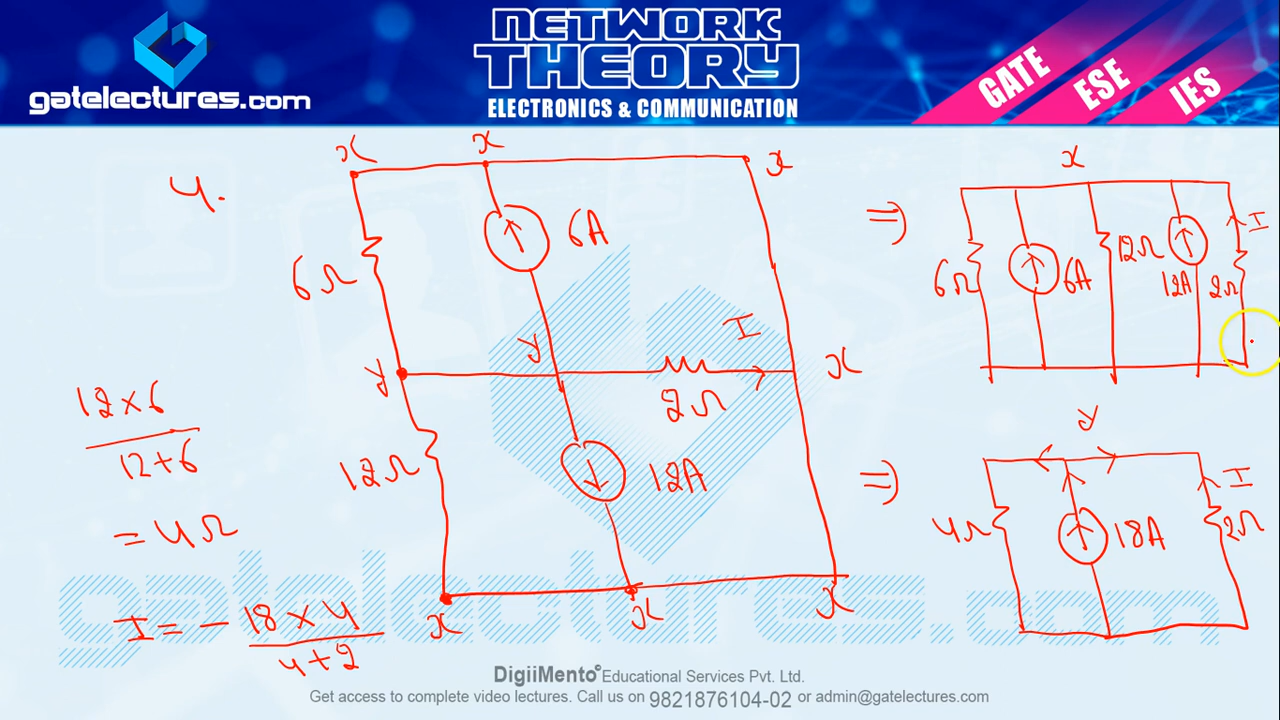 gatelectures.com
NETWORK
THEORY
ELECTRONICS & COMMUNICATION
GATE
ESE
IES
4.
x
x
x
6Ω
6A
y
y
I
2Ω
x
12Ω
12A
x
x
x
12×6
12+6
= 4Ω
I = - 18×4
4+2
⇒
x
6Ω
6A
12Ω
12A
2Ω
I
y
⇒
4Ω
18A
I
2Ω
gatelectures.com
DigiiMento© Educational Services Pvt. Ltd.
Get access to complete video lectures. Call us on 9821876104-02 or admin@gatelectures.com